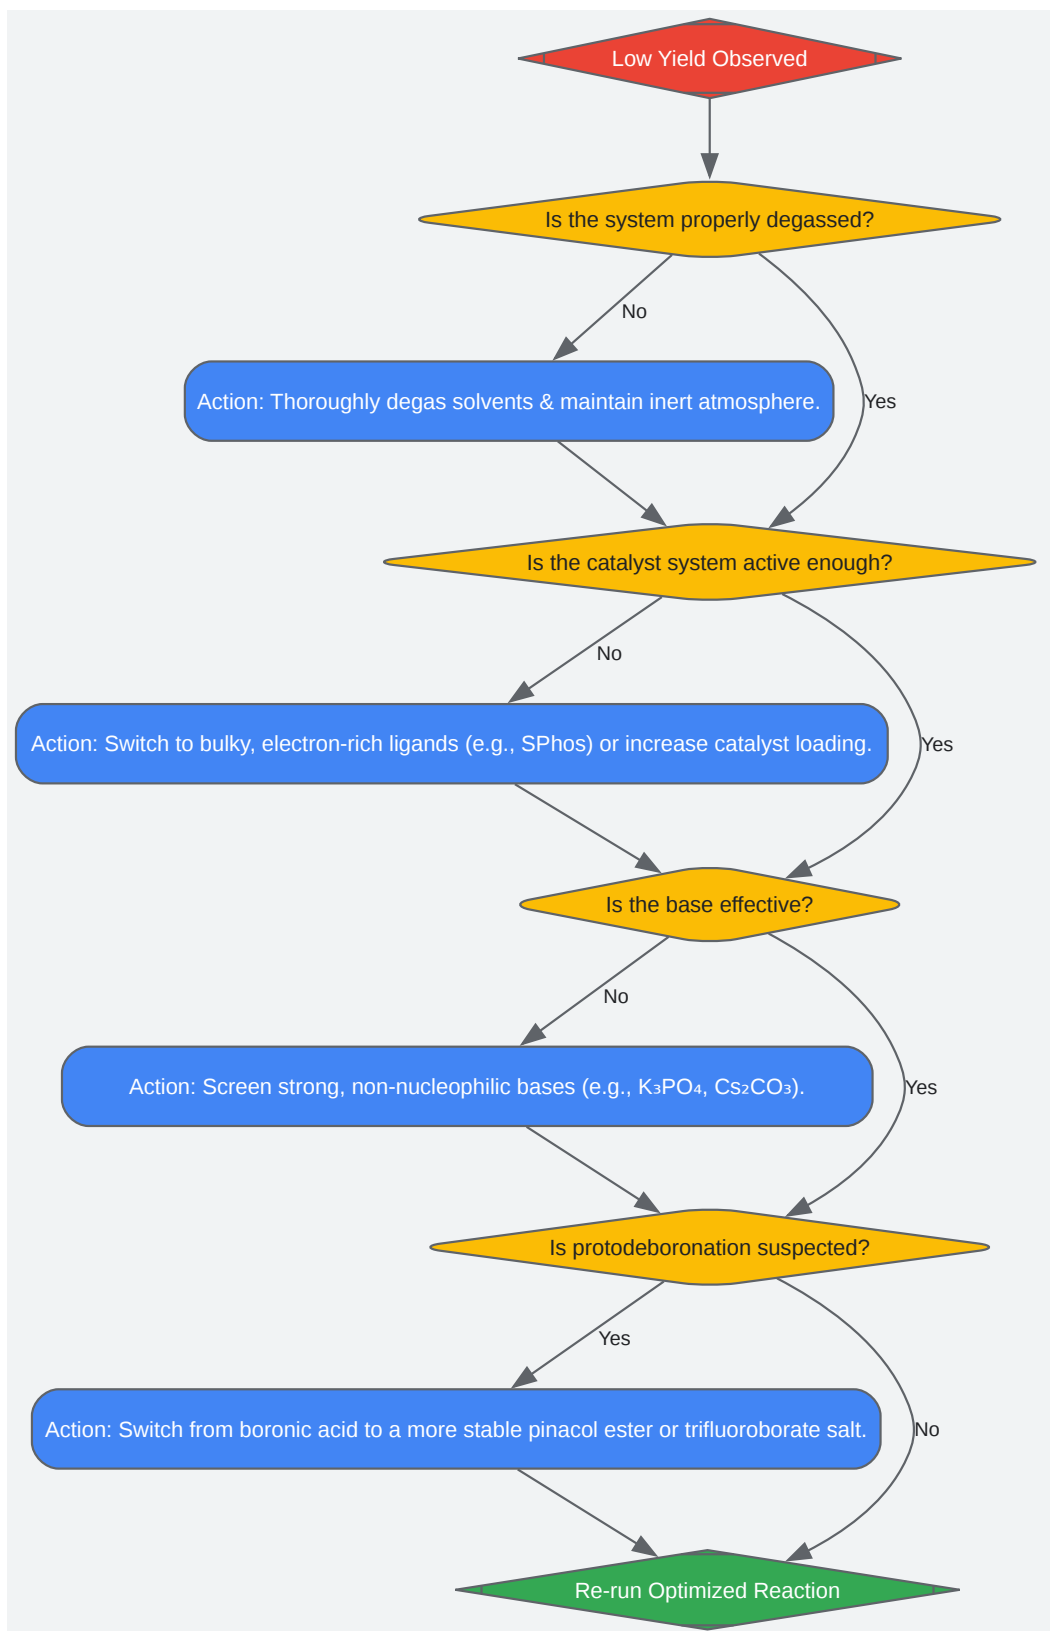 Low Yield Observed
Is the system properly degassed?
No
Action: Thoroughly degas solvents & maintain inert atmosphere.
Yes
Is the catalyst system active enough?
No
Action: Switch to bulky, electron-rich ligands (e.g., SPhos) or increase catalyst loading.
Yes
Is the base effective?
No
Action: Screen strong, non-nucleophilic bases (e.g., K₃PO₄, Cs₂CO₃).
Yes
Is protodeboronation suspected?
Yes
Action: Switch from boronic acid to a more stable pinacol ester or trifluoroborate salt.
No
Re-run Optimized Reaction